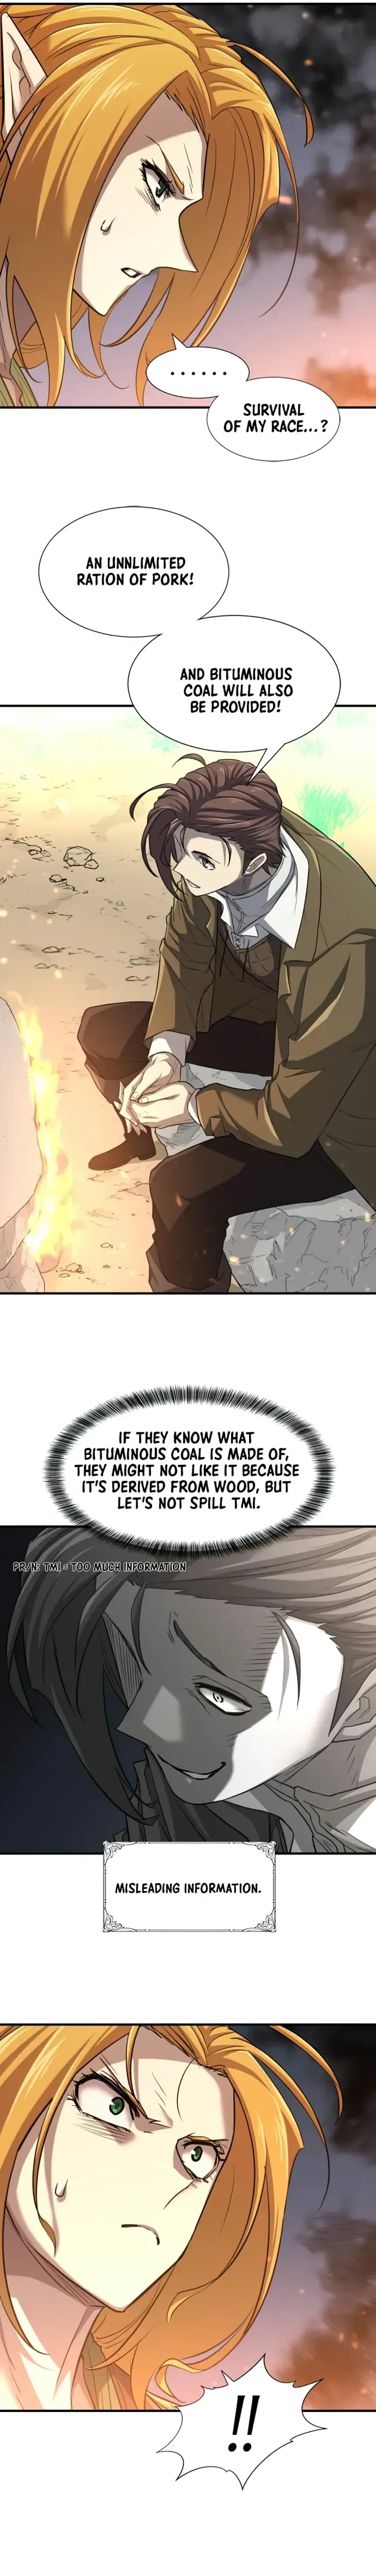 ......
SURVIVAL
OF MY RACE...?
AN UNNLIMITED
RATION OF PORK!
AND BITUMINOUS
COAL WILL ALSO
BE PROVIDED!
IF THEY KNOW WHAT
BITUMINOUS COAL IS MADE OF,
THEY MIGHT NOT LIKE IT BECAUSE
IT'S DERIVED FROM WOOD, BUT
LET'S NOT SPILL TMI.
PR/N: TMI - TOO MUCH INFORMATION
MISLEADING INFORMATION.
!!